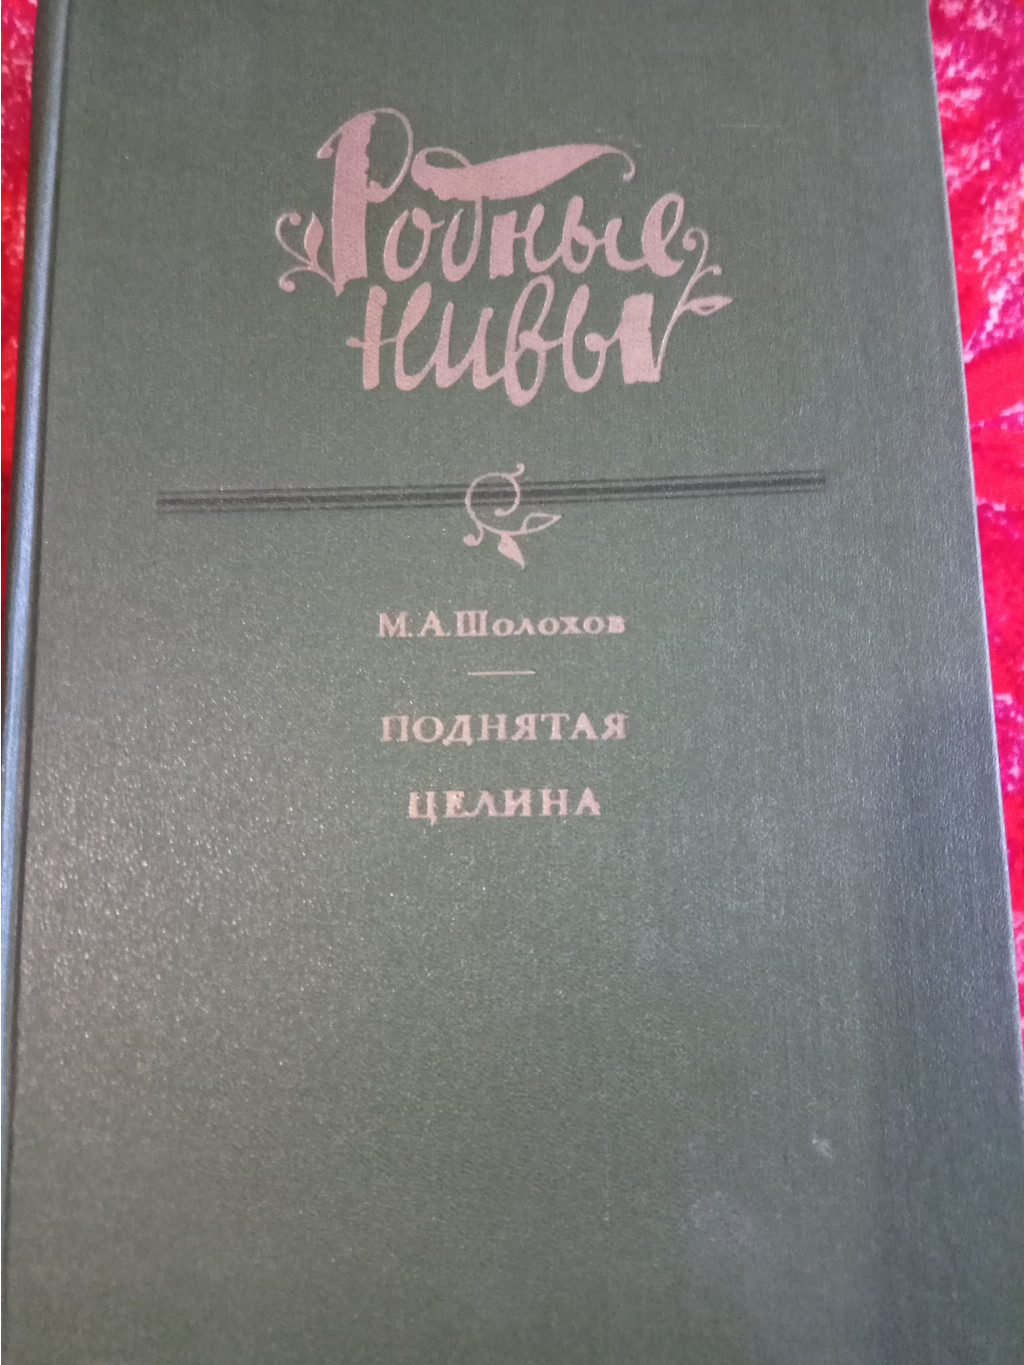 Родные
нивы
М.А.Шолохов
ПОДНЯТАЯ
ЦЕЛИНА